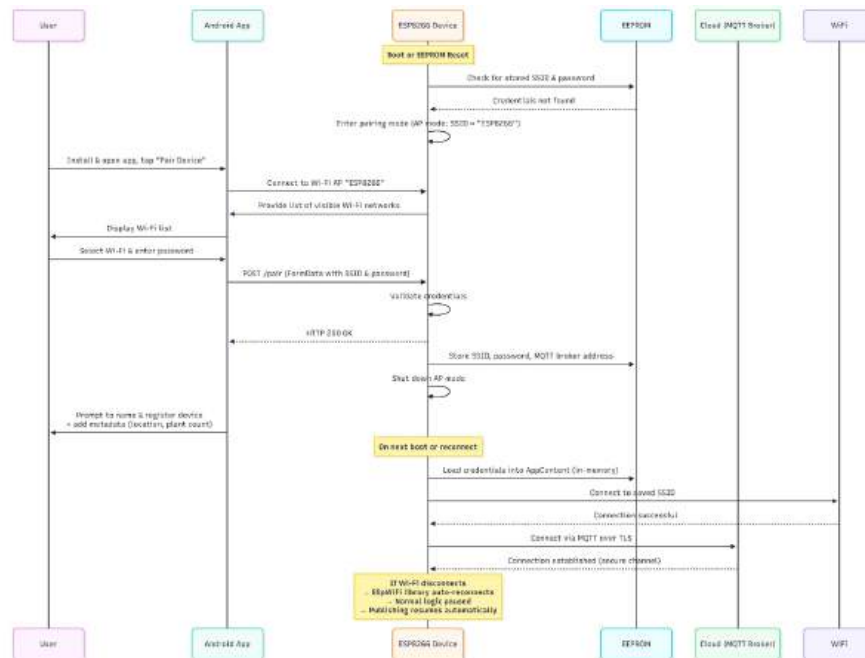 User Android App ESP8266 Device EEPROM Cloud (MQTT Broker) WiFi
Boot or EEPROM Reset
Check for stored SSID & password
Credentials not found
Enter pairing mode (AP mode: SSID = "ESP8266")
Install & open app, tap "Pair Device"
Connect to Wi-Fi AP "ESP8266"
Provide list of visible Wi-Fi networks
Display Wi-Fi list
Select Wi-Fi & enter password
POST /pair (FormData with SSID & password)
Validate credentials
HTTP 200 OK
Store SSID, password, MQTT broker address
Shut down AP mode
Prompt to name & register device
+ add metadata (location, plant count)
On next boot or reconnect
Load credentials into AppContext (in-memory)
Connect to saved SSID
Connection successful
Connect via MQTT over TLS
Connection established (secure channel)
If Wi-Fi disconnects
→ ESpWiFi library auto-reconnects
→ Normal logic paused
→ Publishing resumes automatically
User Android App ESP8266 Device EEPROM Cloud (MQTT Broker) WiFi